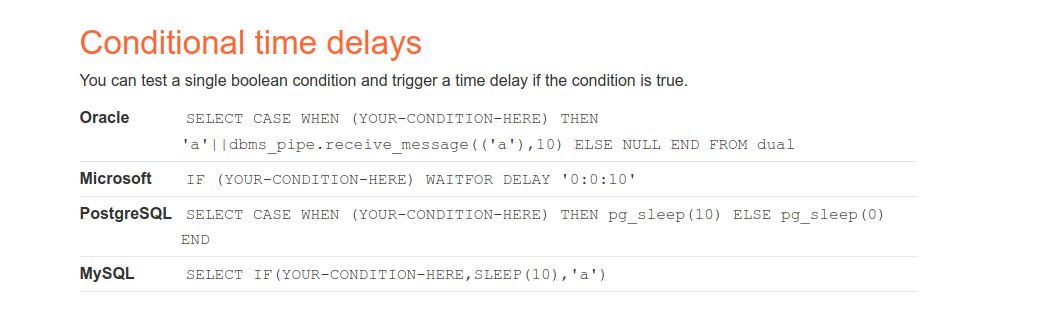 Conditional time delays
You can test a single boolean condition and trigger a time delay if the condition is true.
Oracle SELECT CASE WHEN (YOUR-CONDITION-HERE) THEN
'a'||dbms_pipe.receive_message(('a'),10) ELSE NULL END FROM dual
Microsoft IF (YOUR-CONDITION-HERE) WAITFOR DELAY '0:0:10'
PostgreSQL SELECT CASE WHEN (YOUR-CONDITION-HERE) THEN pg_sleep(10) ELSE pg_sleep(0)
END
MySQL SELECT IF(YOUR-CONDITION-HERE,SLEEP(10),'a')